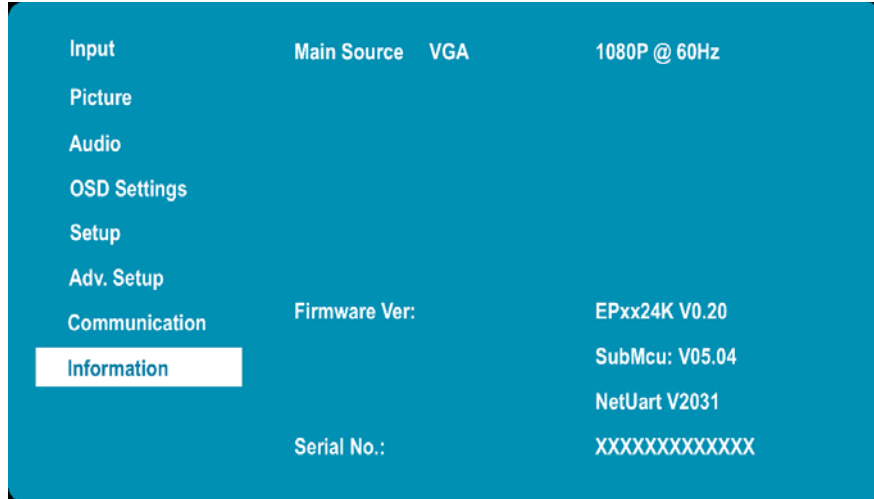 Input Main Source VGA 1080P @ 60Hz
Picture
Audio
OSD Settings
Setup
Adv. Setup
Communication Firmware Ver: EPxx24K V0.20
Information SubMcu: V05.04
NetUart V2031
Serial No.: XXXXXXXXXXXXX